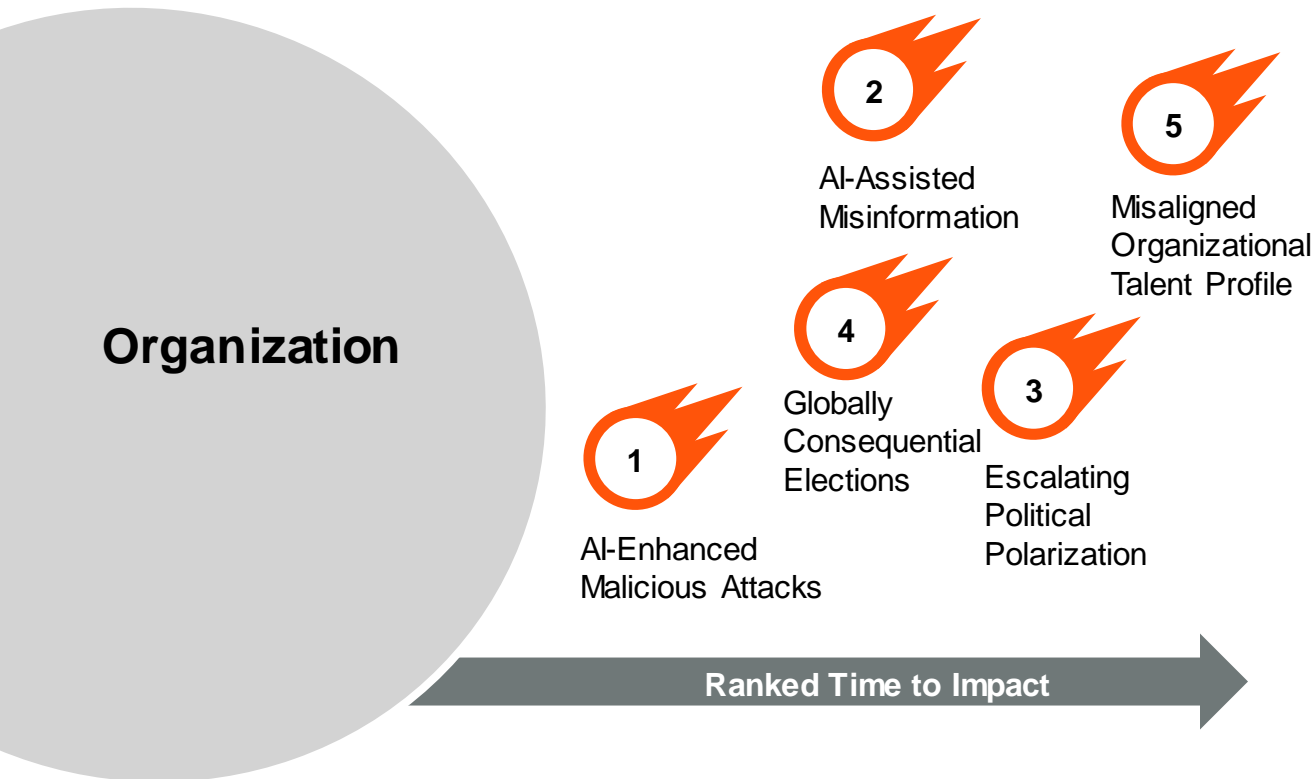 2
AI-Assisted
Misinformation
5
Misaligned
Organizational
Talent Profile
Organization
4
Globally
Consequential
Elections
3
Escalating
Political
Polarization
1
AI-Enhanced
Malicious Attacks
Ranked Time to Impact